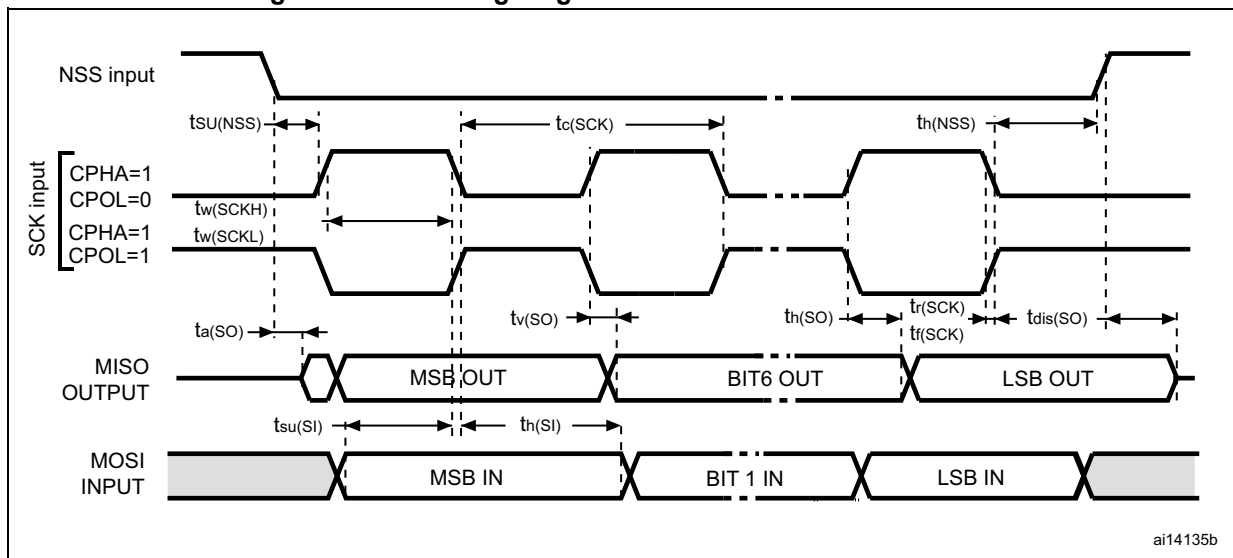 NSS input
tSU(NSS)
tc(SCK)
th(NSS)
SCK input
CPHA=1
CPOL=0
tw(SCKH)
CPHA=1
tw(SCKL)
CPOL=1
ta(SO)
tv(SO)
th(SO)
tr(SCK)
tf(SCK)
tdis(SO)
MISO
OUTPUT
MSB OUT
BIT6 OUT
LSB OUT
tsu(SI)
th(SI)
MOSI
INPUT
MSB IN
BIT 1 IN
LSB IN
ai14135b